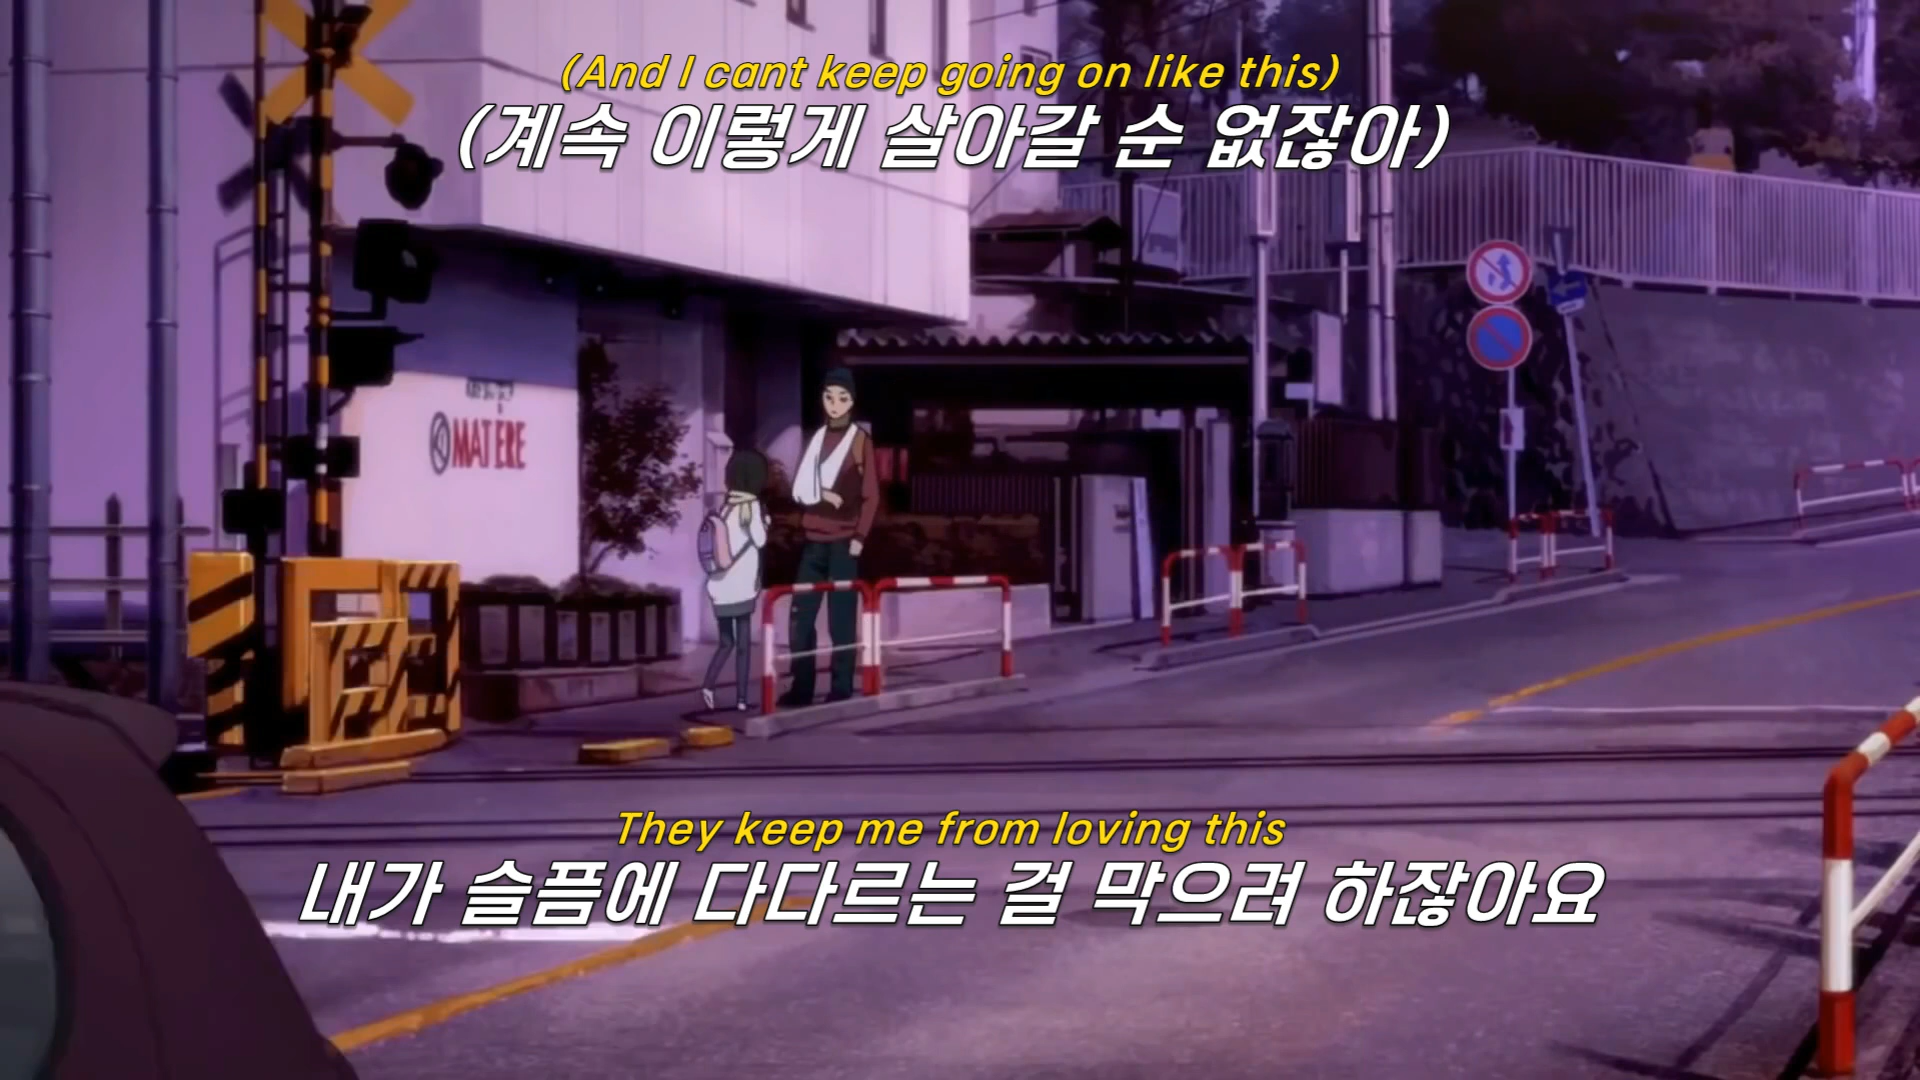 (And I cant keep going on like this)
(계속 이렇게 살아갈 순 없잖아)
MATERE
They keep me from loving this
내가 슬픔에 다다르는 걸 막으려 하잖아요